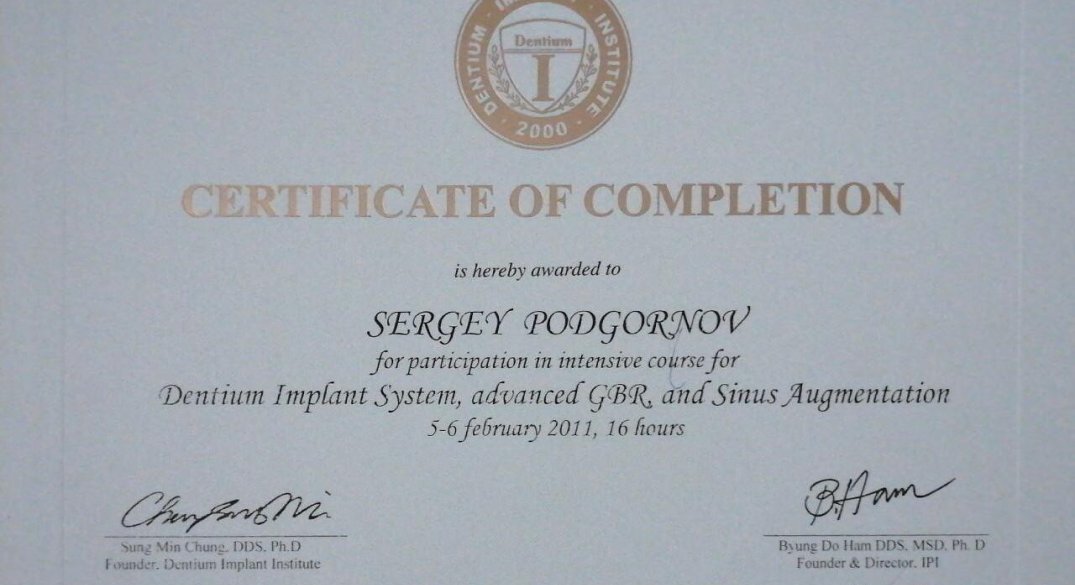 DENTIUM IMPLANT INSTITUTE
Dentium
I
· 2000 ·
CERTIFICATE OF COMPLETION
is hereby awarded to
SERGEY PODGORNOV
for participation in intensive course for
Dentium Implant System, advanced GBR, and Sinus Augmentation
5-6 february 2011, 16 hours
B.Ham
Sung Min Chung, DDS, Ph.D
Byung Do Ham DDS, MSD, Ph. D
Founder, Dentium Implant Institute
Founder & Director, IPI